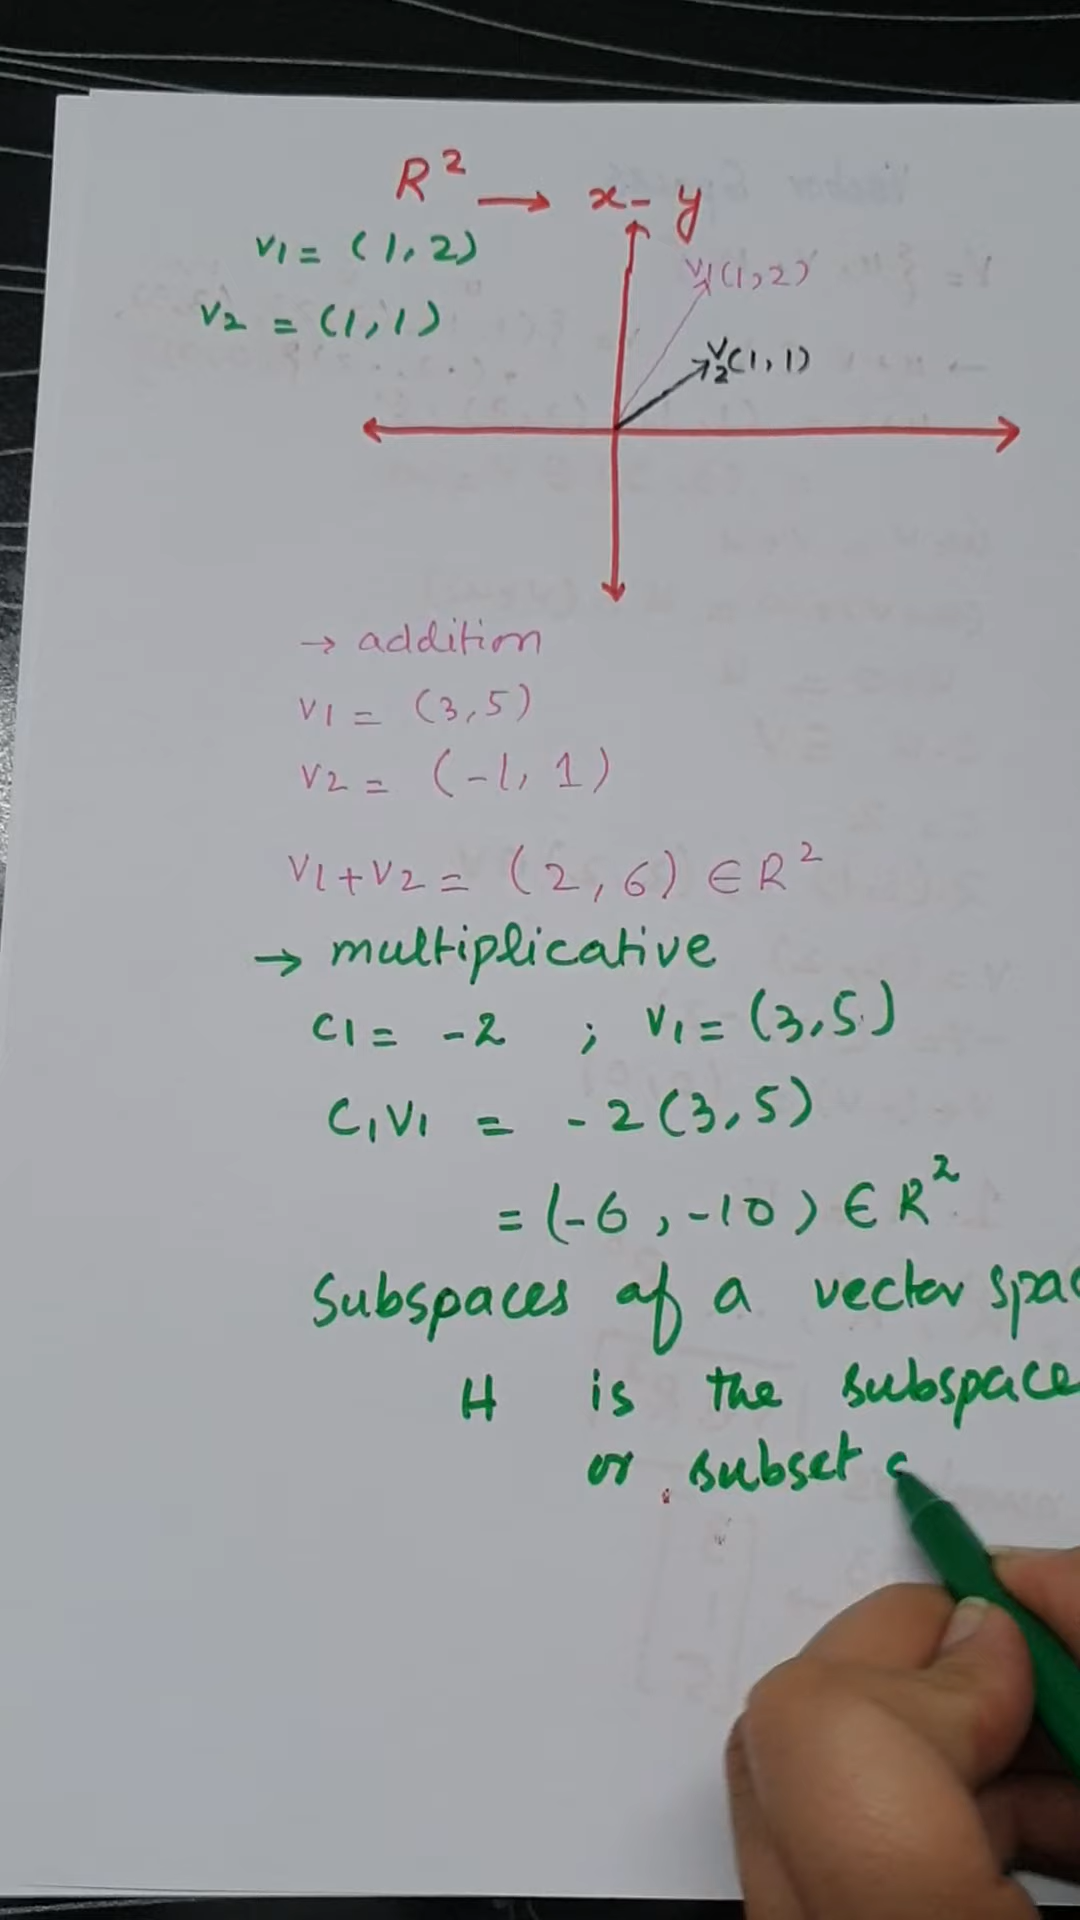 R² → x-y
v1 = (1,2)
v1(1,2)
v2 = (1,1)
v2(1,1)
→ addition
v1 = (3,5)
v2 = (-1, 1)
v1+v2 = (2,6) ∈ R²
→ multiplicative
c1 = -2 ; v1 = (3,5)
C1V1 = -2(3,5)
= (-6, -10) ∈ R²
Subspaces of a vector spac
H is the subspace
or subset